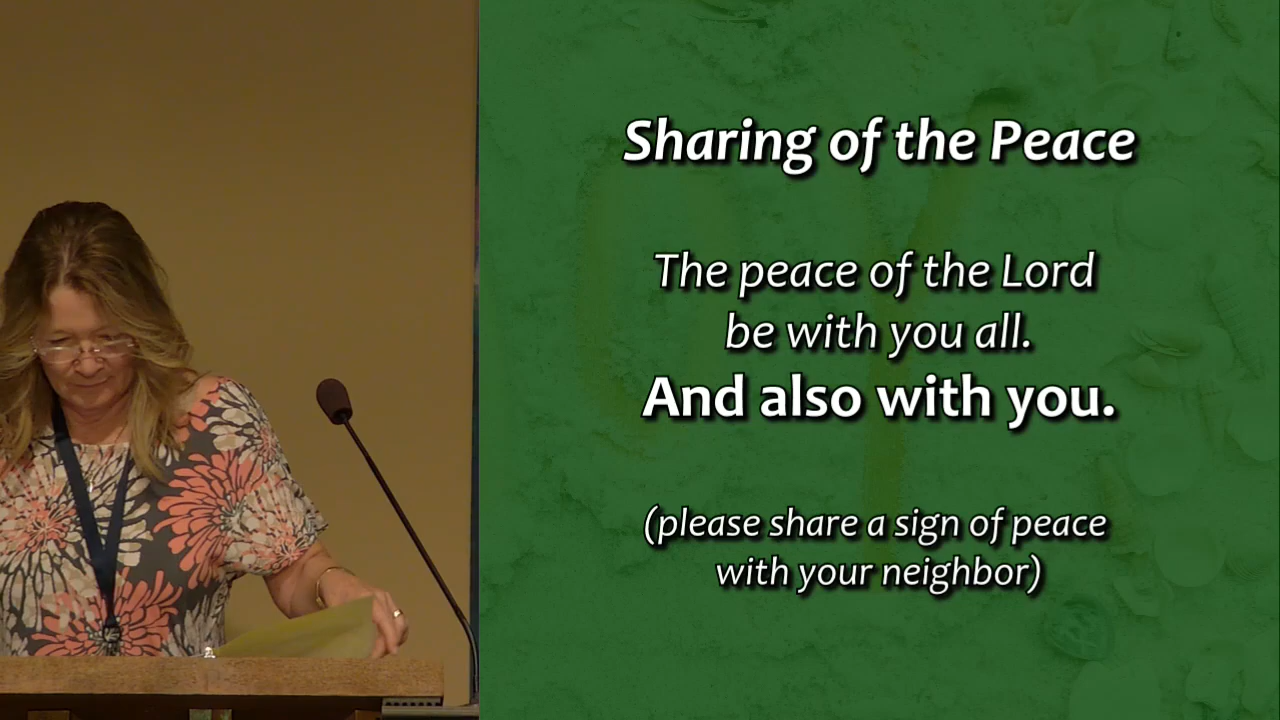 Sharing of the Peace
The peace of the Lord
be with you all.
And also with you.
(please share a sign of peace
with your neighbor)